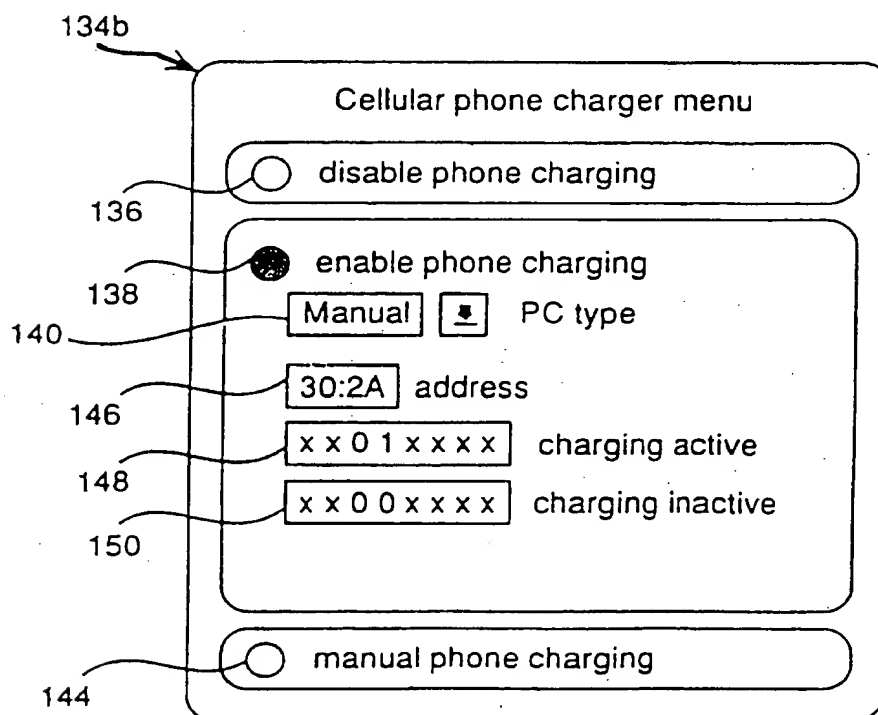 134b
Cellular phone charger menu
disable phone charging
136
enable phone charging
138
Manual PC type
140
30:2A address
146
x x 0 1 x x x x charging active
148
x x 0 0 x x x x charging inactive
150
manual phone charging
144